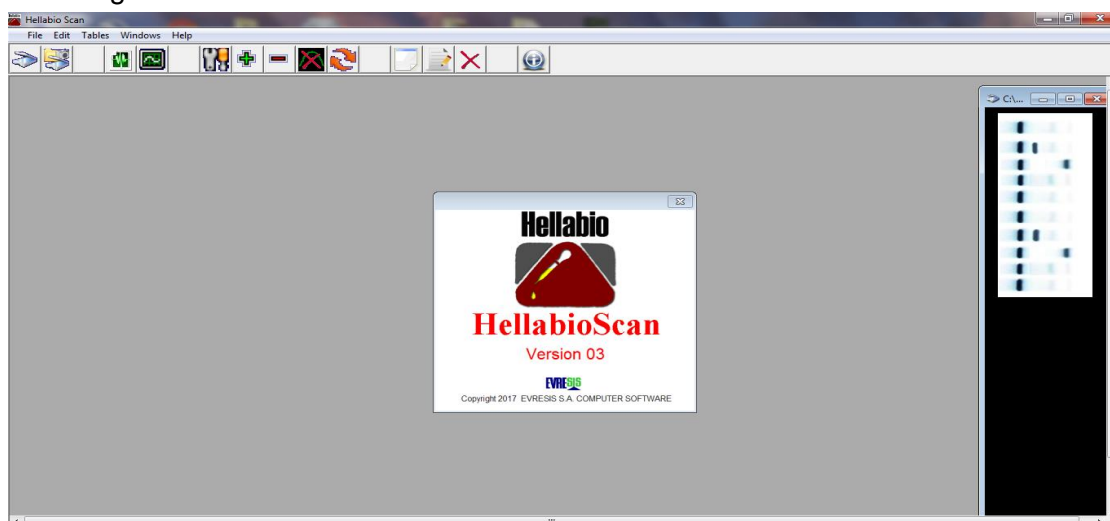 Hellabio Scan
File Edit Tables Windows Help
C:\...
Hellabio
HellabioScan
Version 03
EVRESIS
Copyright 2017 EVRESIS S.A. COMPUTER SOFTWARE